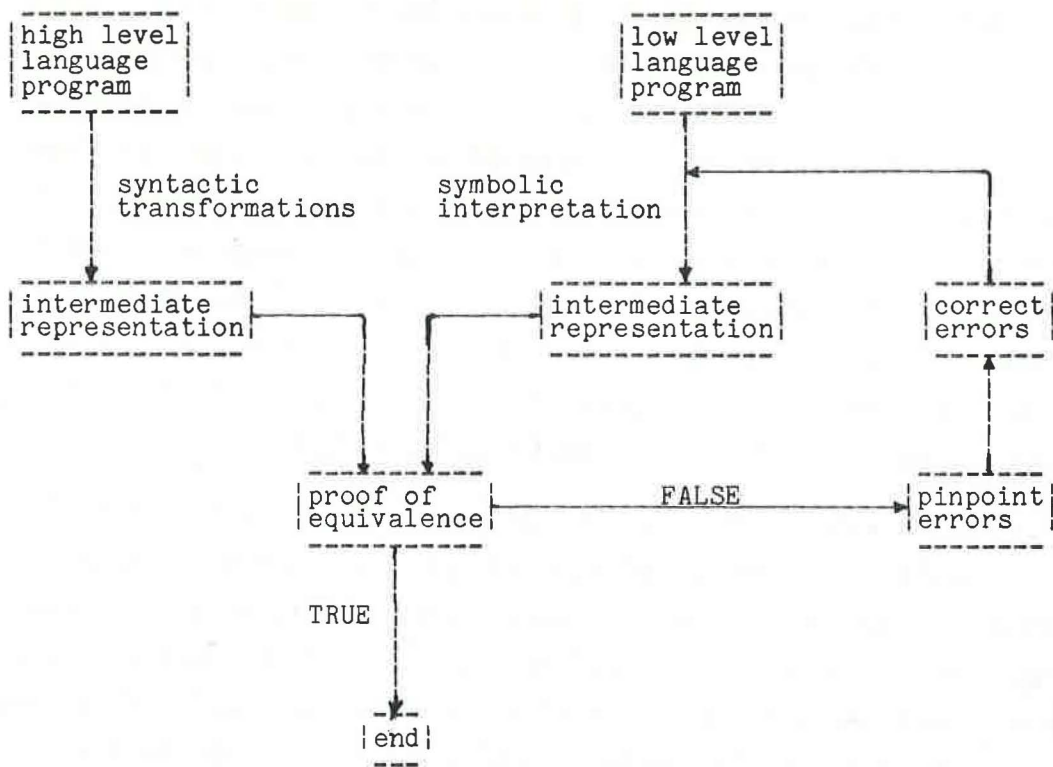 high level
language
program
low level
language
program
syntactic
transformations
symbolic
interpretation
intermediate
representation
intermediate
representation
correct
errors
proof of
equivalence
FALSE
pinpoint
errors
TRUE
end